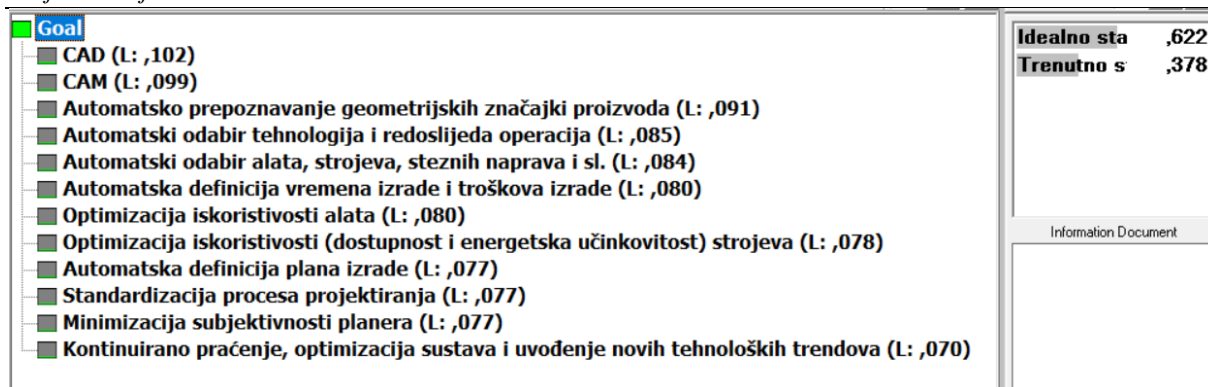 Goal
CAD (L: ,102)
CAM (L: ,099)
Automatsko prepoznavanje geometrijskih značajki proizvoda (L: ,091)
Automatski odabir tehnologija i redoslijeda operacija (L: ,085)
Automatski odabir alata, strojeva, steznih naprava i sl. (L: ,084)
Automatska definicija vremena izrade i troškova izrade (L: ,080)
Optimizacija iskoristivosti alata (L: ,080)
Optimizacija iskoristivosti (dostupnost i energetska učinkovitost) strojeva (L: ,078)
Automatska definicija plana izrade (L: ,077)
Standardizacija procesa projektiranja (L: ,077)
Minimizacija subjektivnosti planera (L: ,077)
Kontinuirano praćenje, optimizacija sustava i uvođenje novih tehnoloških trendova (L: ,070)
Idealno sta ,622
Trenutno s ,378
Information Document